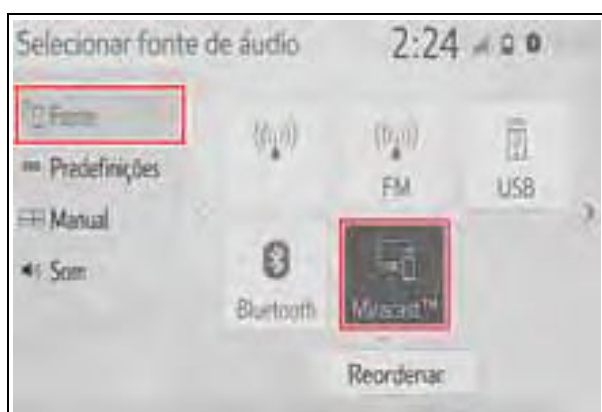 Selecionar fonte de áudio 2:24
Fonte
Predefinições
FM
USB
Manual
Som
Bluetooth
Miracast™
Reordenar